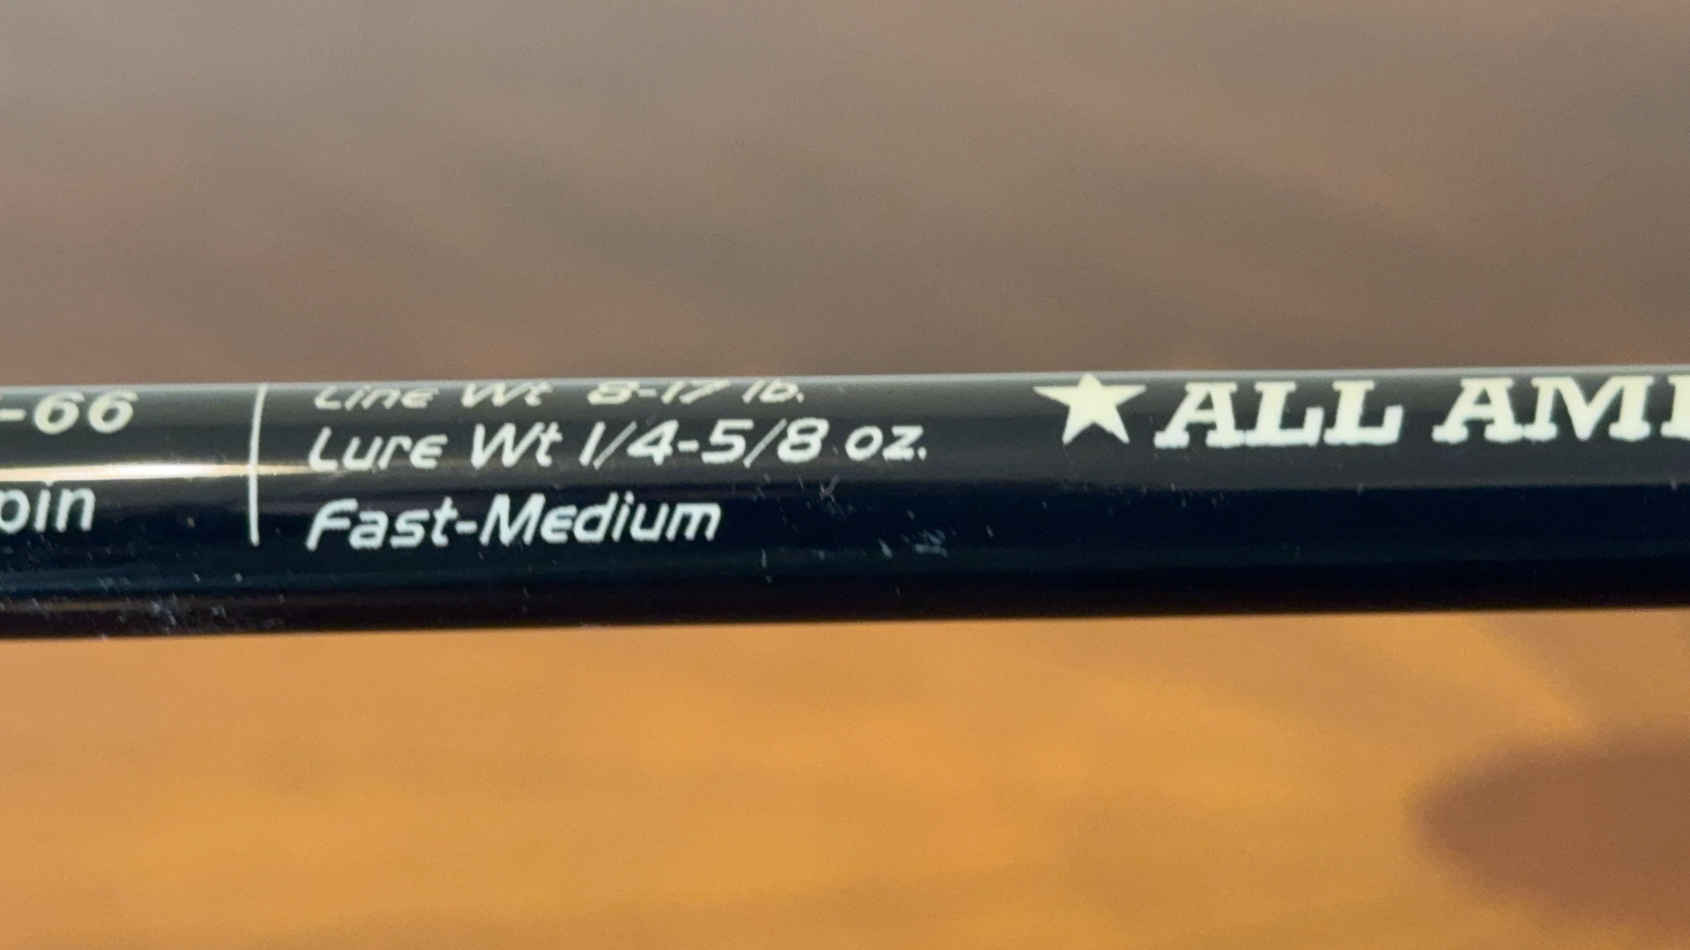 -66
pin
Line Wt 8-17 lb.
Lure Wt 1/4-5/8 oz.
Fast-Medium
★ALL AM